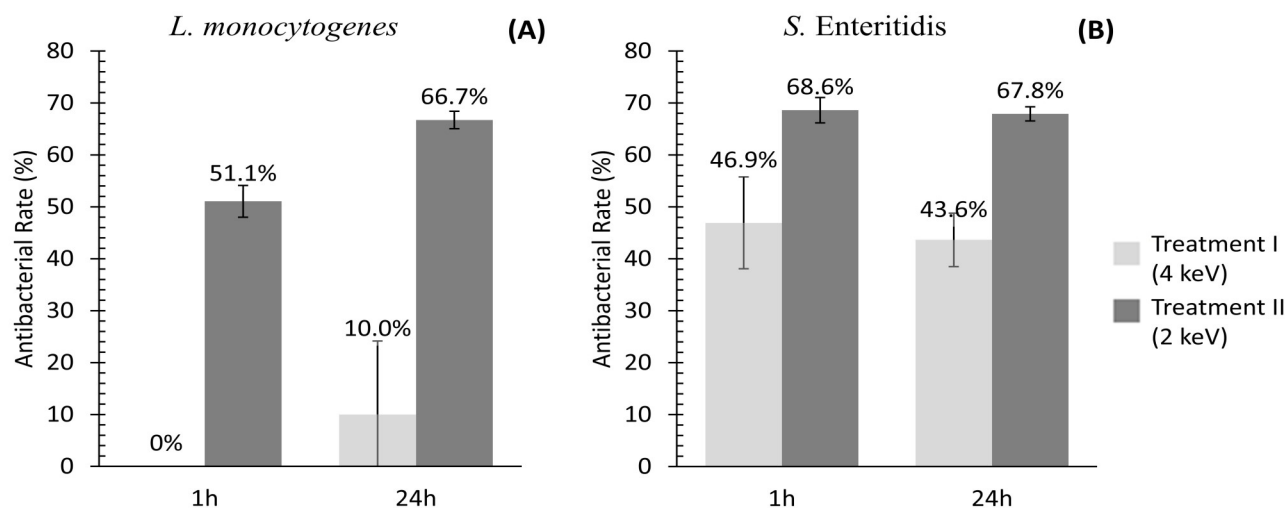 L. monocytogenes
(A)
Antibacterial Rate (%)
80
70
60
50
40
30
20
10
0
0%
51.1%
10.0%
66.7%
1h
24h
S. Enteritidis
(B)
Antibacterial Rate (%)
80
70
60
50
40
30
20
10
0
46.9%
68.6%
43.6%
67.8%
1h
24h
Treatment I
(4 keV)
Treatment II
(2 keV)